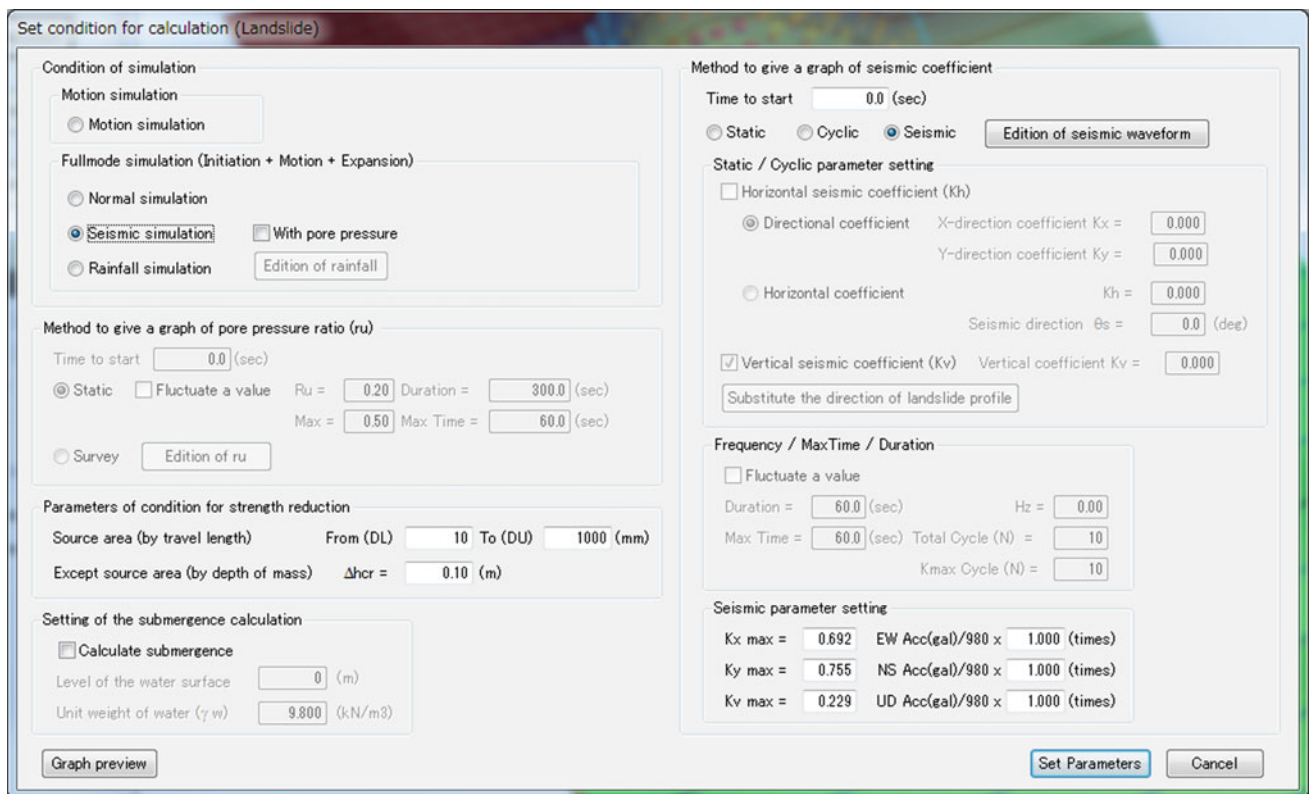 Set condition for calculation (Landslide)
Condition of simulation
Motion simulation
Motion simulation
Fullmode simulation (Initiation + Motion + Expansion)
Normal simulation
Seismic simulation With pore pressure
Rainfall simulation Edition of rainfall
Method to give a graph of pore pressure ratio (ru)
Time to start 0.0 (sec)
Static Fluctuate a value Ru = 0.20 Duration = 300.0 (sec)
Max = 0.50 Max Time = 60.0 (sec)
Survey Edition of ru
Parameters of condition for strength reduction
Source area (by travel length) From (DL) 10 To (DU) 1000 (mm)
Except source area (by depth of mass) Δhcr = 0.10 (m)
Setting of the submergence calculation
Calculate submergence
Level of the water surface 0 (m)
Unit weight of water (γw) 9.800 (kN/m3)
Graph preview
Method to give a graph of seismic coefficient
Time to start 0.0 (sec)
Static Cyclic Seismic Edition of seismic waveform
Static / Cyclic parameter setting
Horizontal seismic coefficient (Kh)
Directional coefficient X-direction coefficient Kx = 0.000
Y-direction coefficient Ky = 0.000
Horizontal coefficient Kh = 0.000
Seismic direction θs = 0.0 (deg)
Vertical seismic coefficient (Kv) Vertical coefficient Kv = 0.000
Substitute the direction of landslide profile
Frequency / MaxTime / Duration
Fluctuate a value
Duration = 60.0 (sec) Hz = 0.00
Max Time = 60.0 (sec) Total Cycle (N) = 10
Kmax Cycle (N) = 10
Seismic parameter setting
Kx max = 0.692 EW Acc(gal)/980 x 1.000 (times)
Ky max = 0.755 NS Acc(gal)/980 x 1.000 (times)
Kv max = 0.229 UD Acc(gal)/980 x 1.000 (times)
Set Parameters Cancel